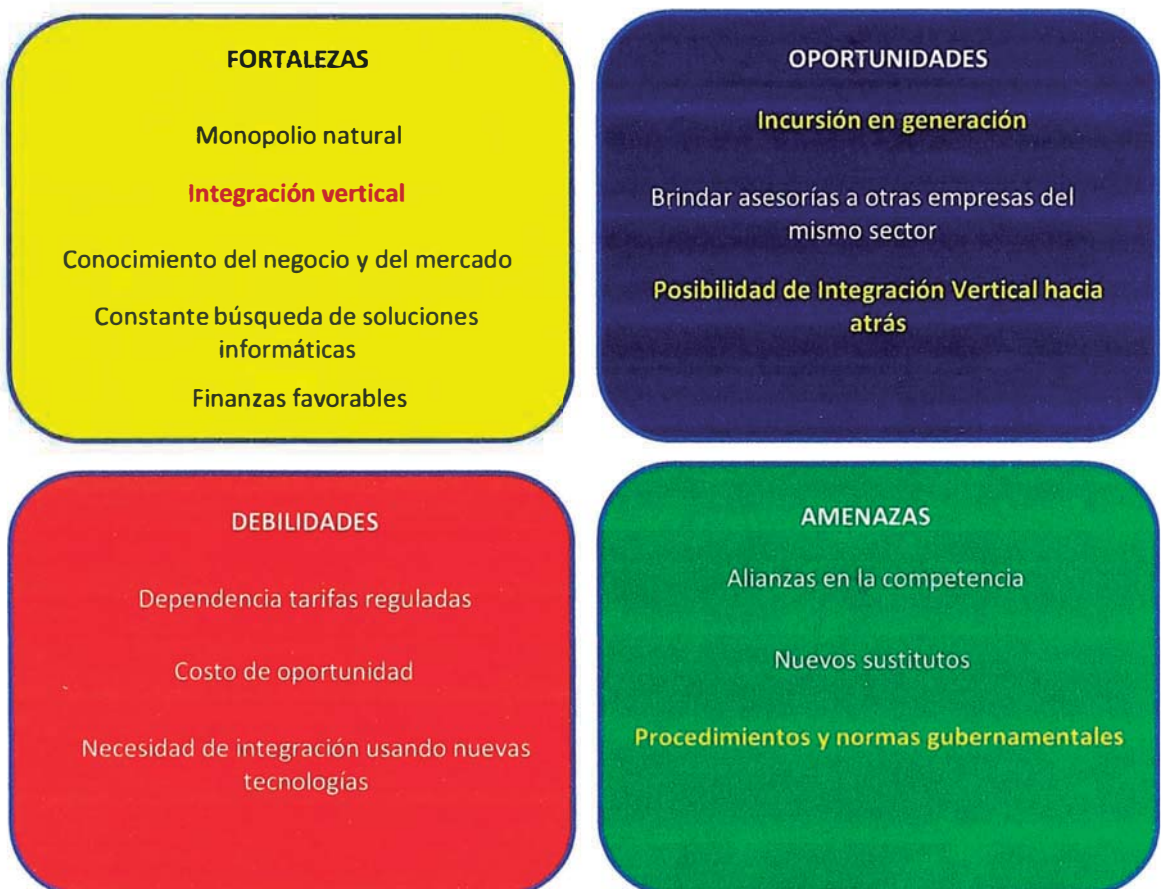 FORTALEZAS
Monopolio natural
Integración vertical
Conocimiento del negocio y del mercado
Constante búsqueda de soluciones
informáticas
Finanzas favorables
OPORTUNIDADES
Incursión en generación
Brindar asesorías a otras empresas del
mismo sector
Posibilidad de Integración Vertical hacia
atrás
DEBILIDADES
Dependencia tarifas reguladas
Costo de oportunidad
Necesidad de integración usando nuevas
tecnologías
AMENAZAS
Alianzas en la competencia
Nuevos sustitutos
Procedimientos y normas gubernamentales